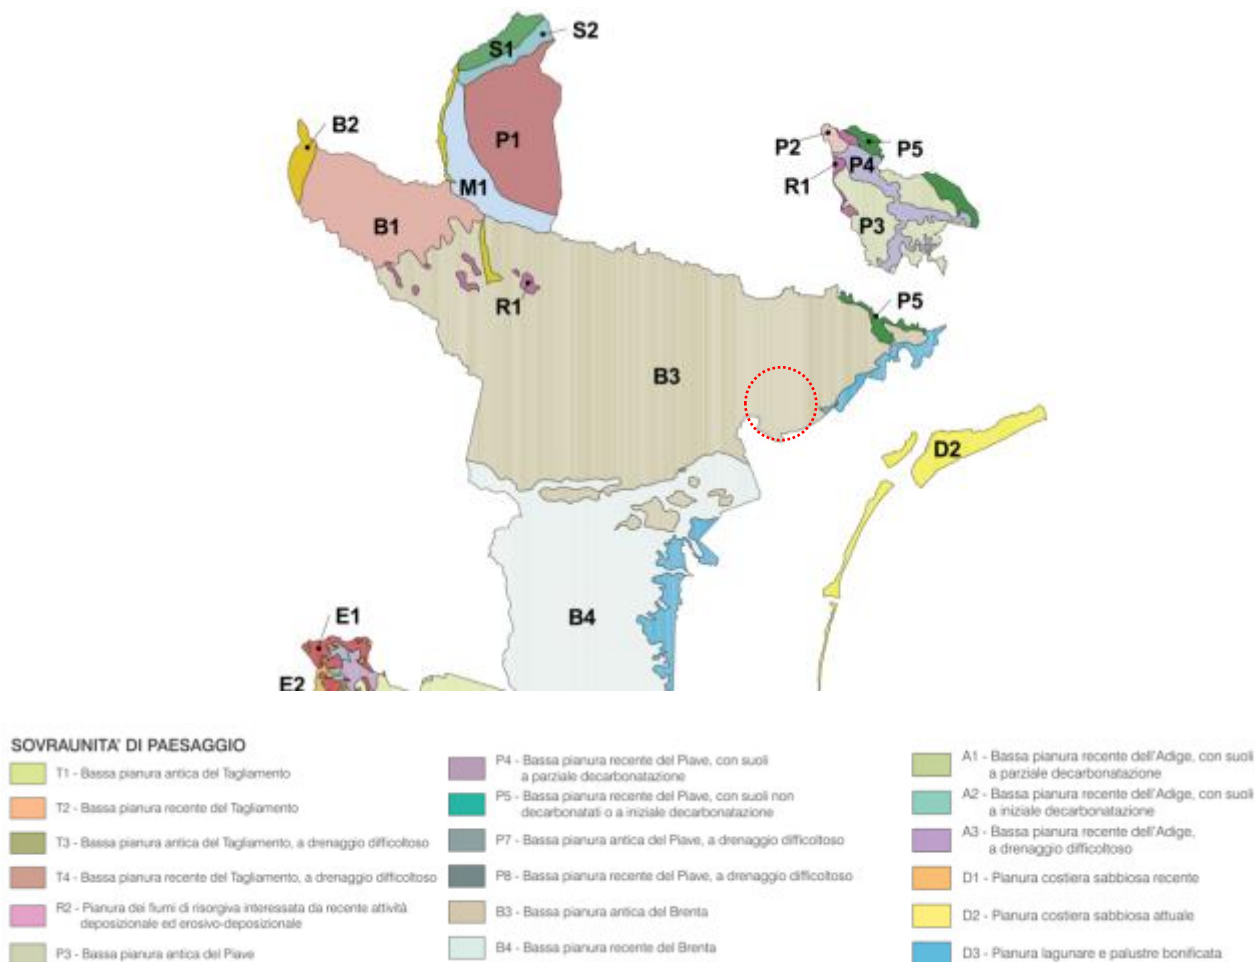 S1
S2
B2
P1
P2
P5
P4
R1
M1
B1
P3
R1
P5
B3
D2
B4
E1
E2
SOVRAUNITA' DI PAESAGGIO
T1 - Bassa pianura antica del Tagliamento
T2 - Bassa pianura recente del Tagliamento
T3 - Bassa pianura antica del Tagliamento, a drenaggio difficoltoso
T4 - Bassa pianura recente del Tagliamento, a drenaggio difficoltoso
R2 - Pianura dei fiumi di risorgiva interessata da recente attività
deposizionale ed erosivo-deposizionale
P3 - Bassa pianura antica del Piave
P4 - Bassa pianura recente del Piave, con suoli
a parziale decarbonatazione
P5 - Bassa pianura recente del Piave, con suoli non
decarbonatati o a iniziale decarbonatazione
P7 - Bassa pianura antica del Piave, a drenaggio difficoltoso
P8 - Bassa pianura recente del Piave, a drenaggio difficoltoso
B3 - Bassa pianura antica del Brenta
B4 - Bassa pianura recente del Brenta
A1 - Bassa pianura recente dell'Adige, con suoli
a parziale decarbonatazione
A2 - Bassa pianura recente dell'Adige, con suoli
a iniziale decarbonatazione
A3 - Bassa pianura recente dell'Adige,
a drenaggio difficoltoso
D1 - Pianura costiera sabbiosa recente
D2 - Pianura costiera sabbiosa attuale
D3 - Pianura lagunare e palustre bonificata